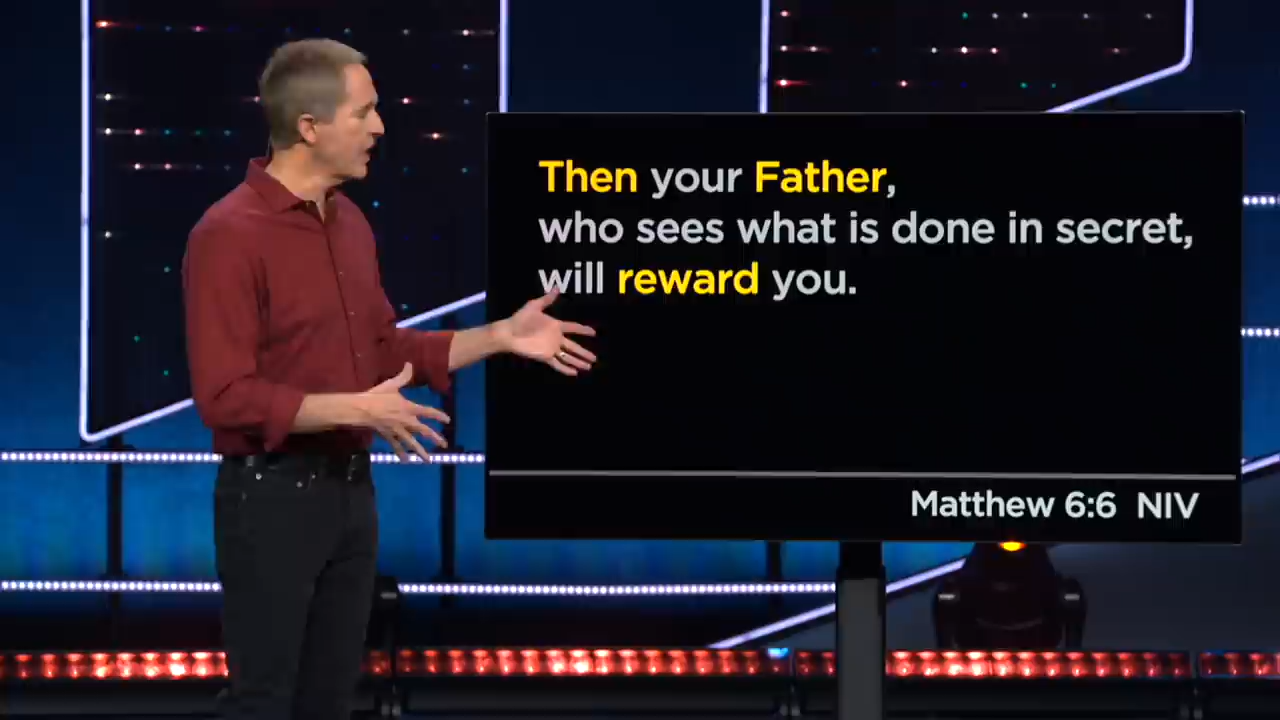 Then your Father,
who sees what is done in secret,
will reward you.
Matthew 6:6 NIV